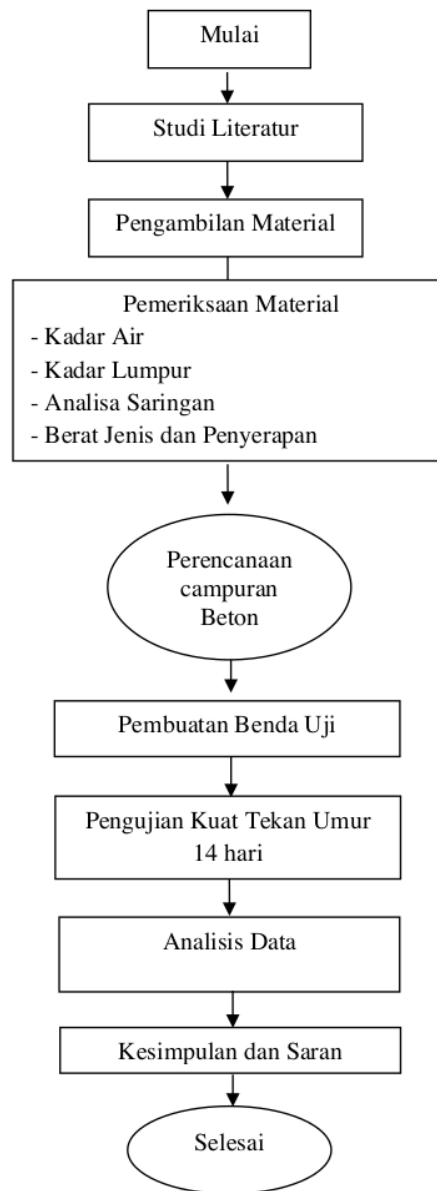 Mulai
Studi Literatur
Pengambilan Material
Pemeriksaan Material
- Kadar Air
- Kadar Lumpur
- Analisa Saringan
- Berat Jenis dan Penyerapan
Perencanaan
campuran
Beton
Pembuatan Benda Uji
Pengujian Kuat Tekan Umur
14 hari
Analisis Data
Kesimpulan dan Saran
Selesai